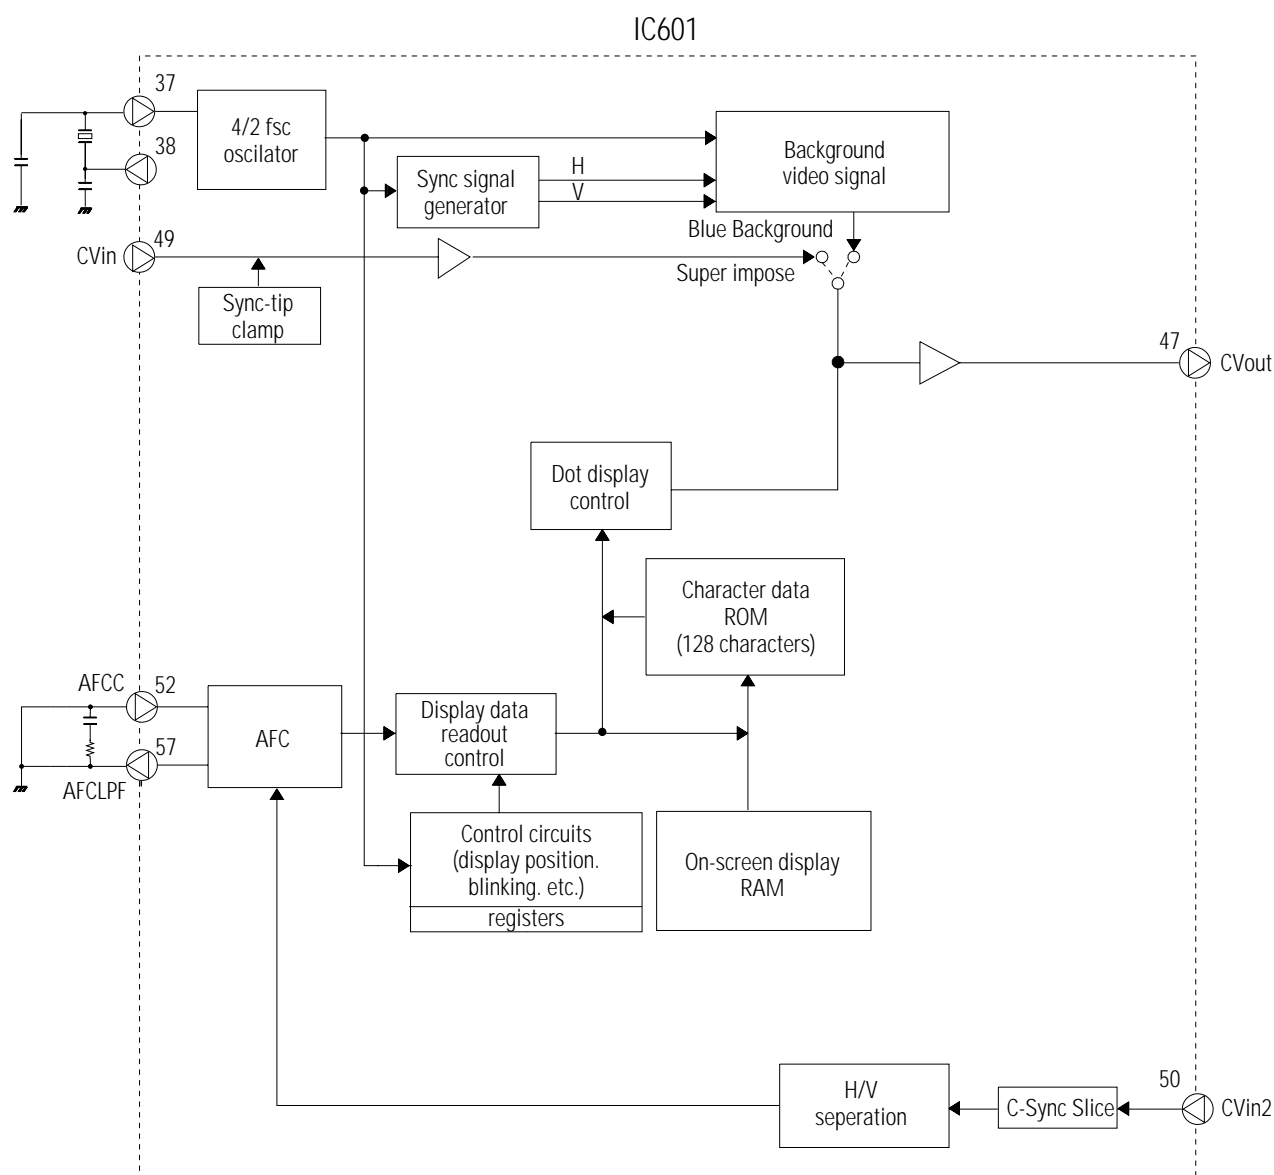 IC601
37
4/2 fsc
oscilator
38
Background
video signal
Sync signal
generator
H
V
Blue Background
CVin
49
Super impose
Sync-tip
clamp
47
CVout
Dot display
control
Character data
ROM
(128 characters)
AFCC
52
AFC
Display data
readout
control
57
AFCLPF
Control circuits
(display position.
blinking. etc.)
registers
On-screen display
RAM
H/V
seperation
C-Sync Slice
50
CVin2